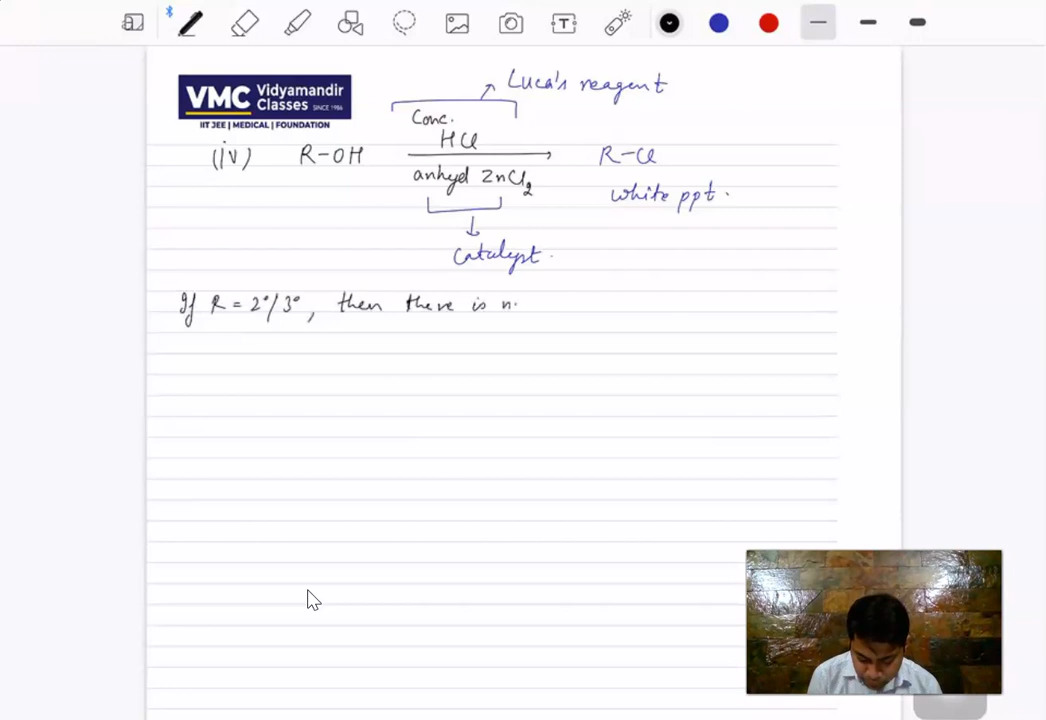 Luca's reagent
VMC Vidyamandir Classes SINCE 1986
IIT JEE | MEDICAL | FOUNDATION
Conc.
HCl
(iv) R-OH R-Cl
anhyd ZnCl2
white ppt.
Catalyst.
If R = 2°/3°, then there is n